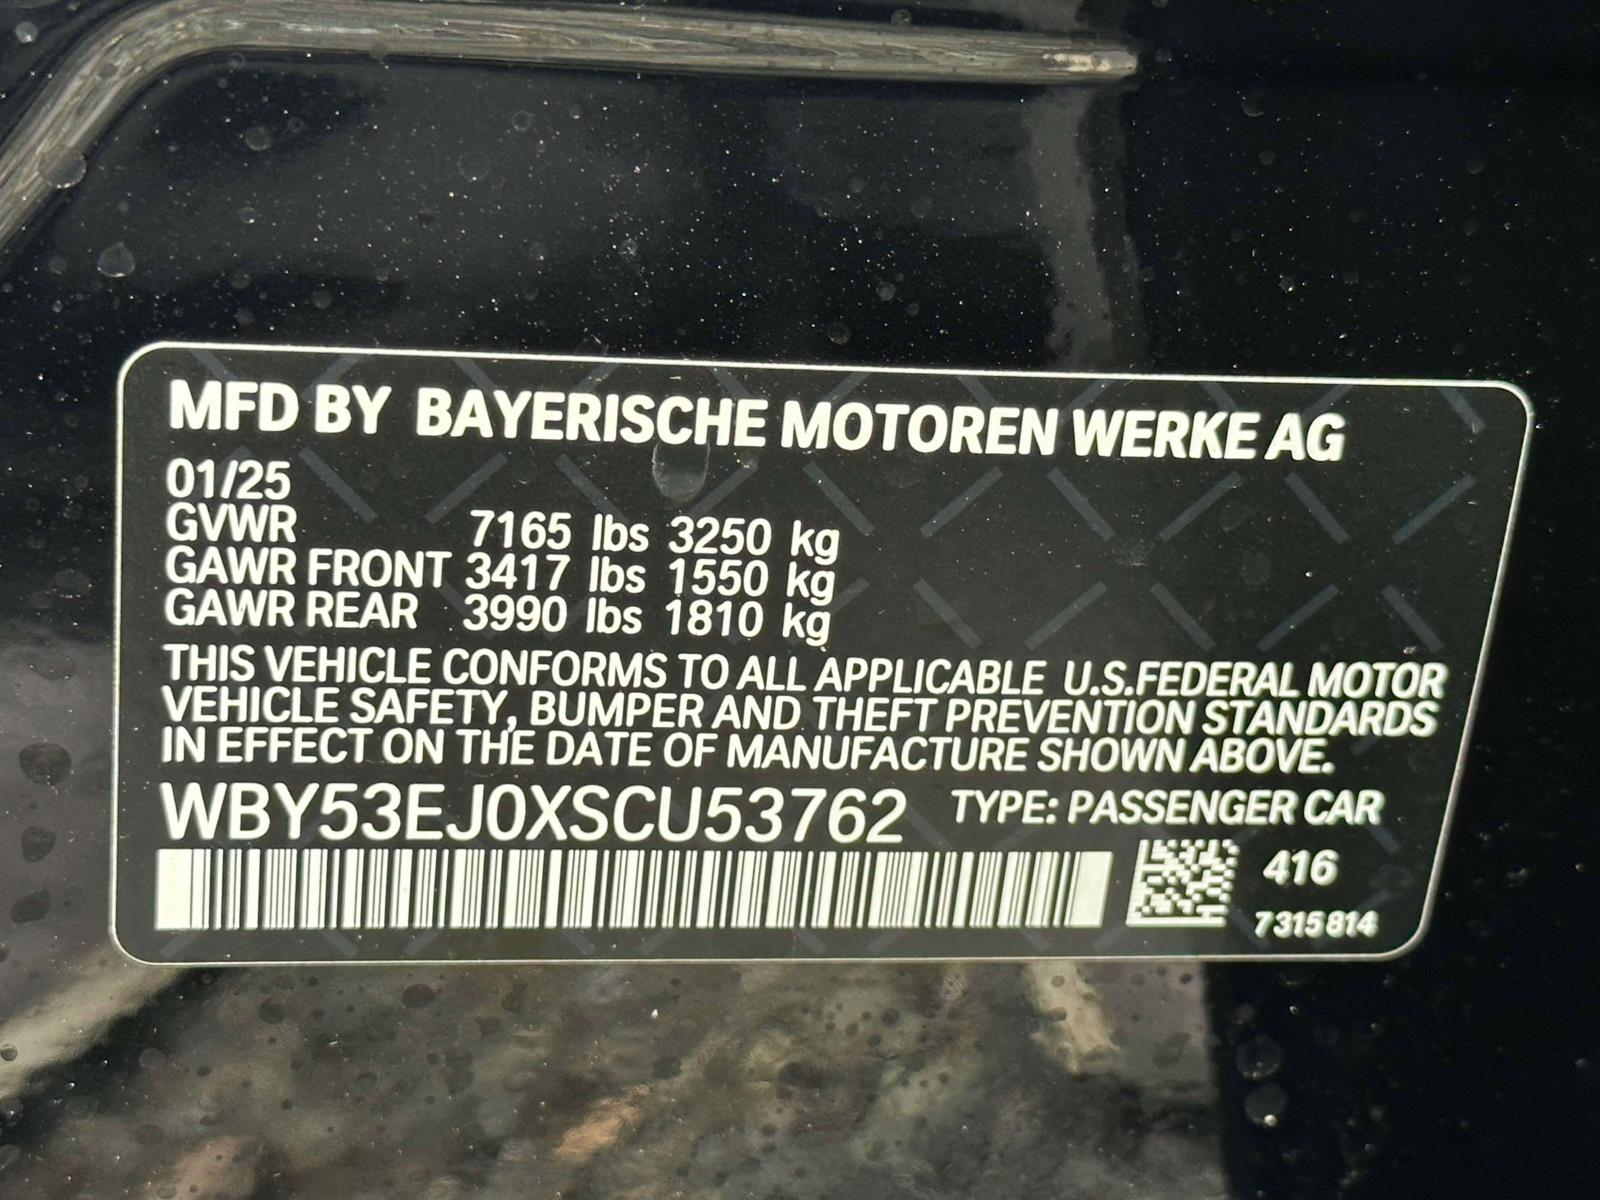 MFD BY BAYERISCHE MOTOREN WERKE AG
01/25
GVWR 7165 lbs 3250 kg
GAWR FRONT 3417 lbs 1550 kg
GAWR REAR 3990 lbs 1810 kg
THIS VEHICLE CONFORMS TO ALL APPLICABLE U.S.FEDERAL MOTOR
VEHICLE SAFETY, BUMPER AND THEFT PREVENTION STANDARDS
IN EFFECT ON THE DATE OF MANUFACTURE SHOWN ABOVE.
WBY53EJ0XSCU53762 TYPE: PASSENGER CAR
416
7315814